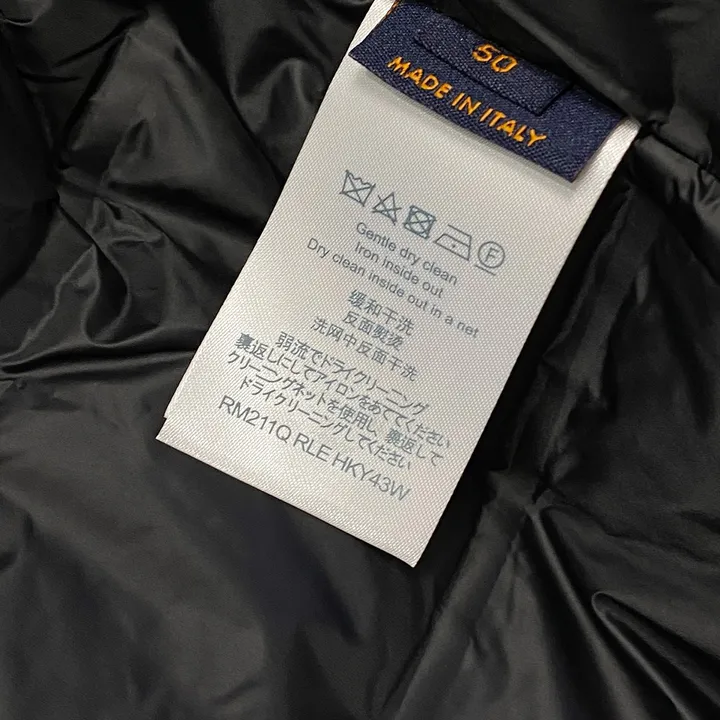 50
MADE IN ITALY
F
Gentle dry clean
Iron inside out
Dry clean inside out in a net
缓和干洗
反面熨烫
洗网中反面干洗
弱流でドライクリーニング
裏返しにしてアイロンをあててください
クリーニングネットを使用し、裏返して
ドライクリーニングしてください
RM211Q RLE HKY43W